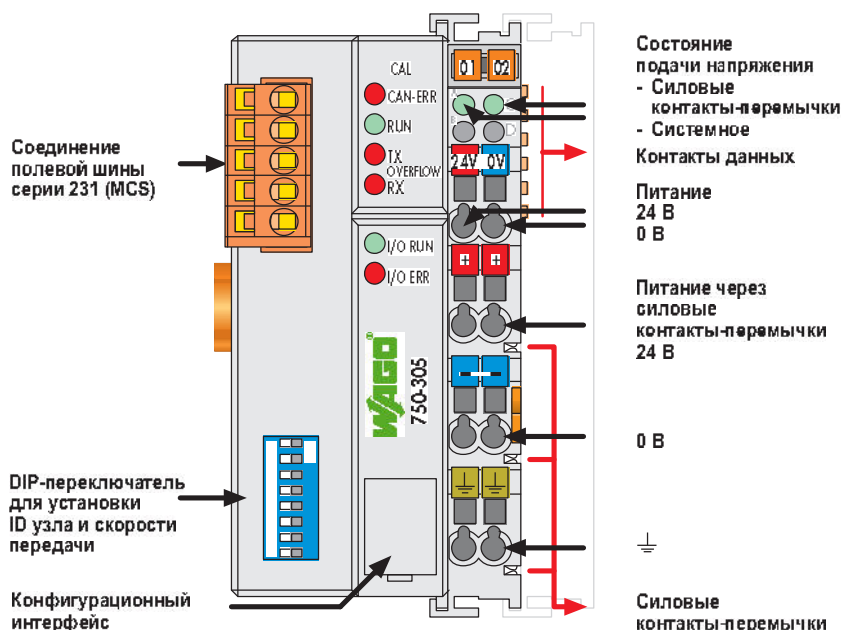 Соединение
полевой шины
серии 231 (MCS)
DIP-переключатель
для установки
ID узла и скорости
передачи
Конфигурационный
интерфейс
CAL
CAN-ERR
RUN
TX
OVERFLOW
RX
I/O RUN
I/O ERR
WAGO
750-305
01 02
A
B
D
24V 0V
+ +
Состояние
подачи напряжения
- Силовые
контакты-перемычки
- Системное
Контакты данных
Питание
24 В
0 В
Питание через
силовые
контакты-перемычки
24 В
0 В
Силовые
контакты-перемычки